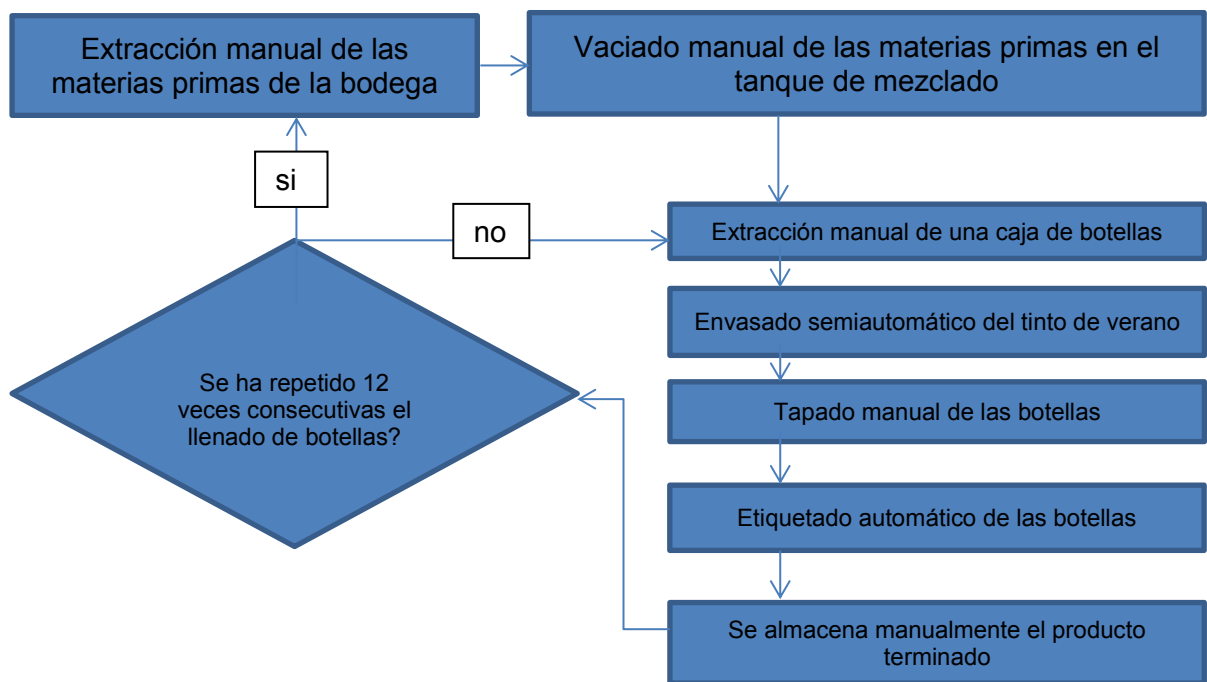 Extracción manual de las
materias primas de la bodega
Vaciado manual de las materias primas en el
tanque de mezclado
si
no
Extracción manual de una caja de botellas
Envasado semiautomático del tinto de verano
Se ha repetido 12
veces consecutivas el
llenado de botellas?
Tapado manual de las botellas
Etiquetado automático de las botellas
Se almacena manualmente el producto
terminado